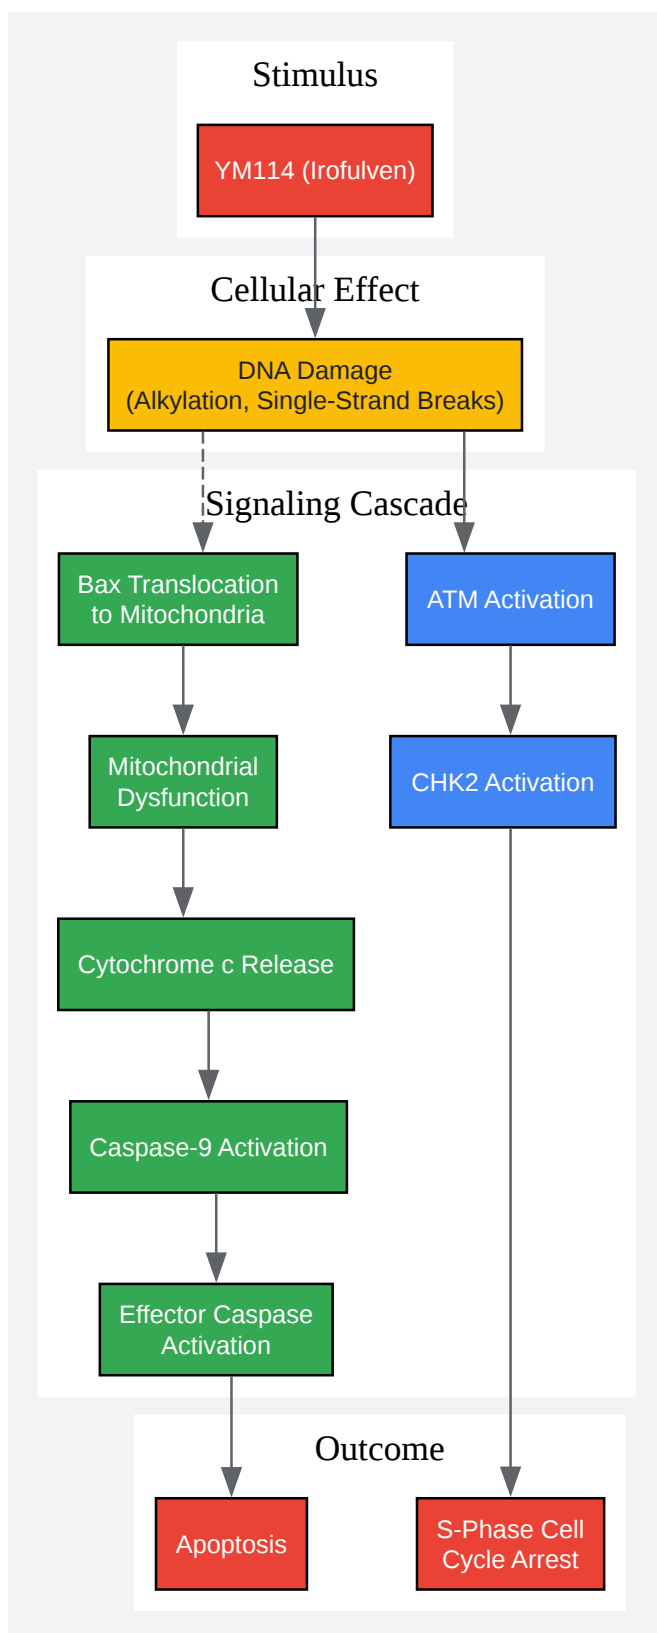 Stimulus
YM114 (Irofulven)
Cellular Effect
DNA Damage
(Alkylation, Single-Strand Breaks)
Signaling Cascade
Bax Translocation
to Mitochondria
ATM Activation
Mitochondrial
Dysfunction
CHK2 Activation
Cytochrome c Release
Caspase-9 Activation
Effector Caspase
Activation
Outcome
Apoptosis
S-Phase Cell
Cycle Arrest